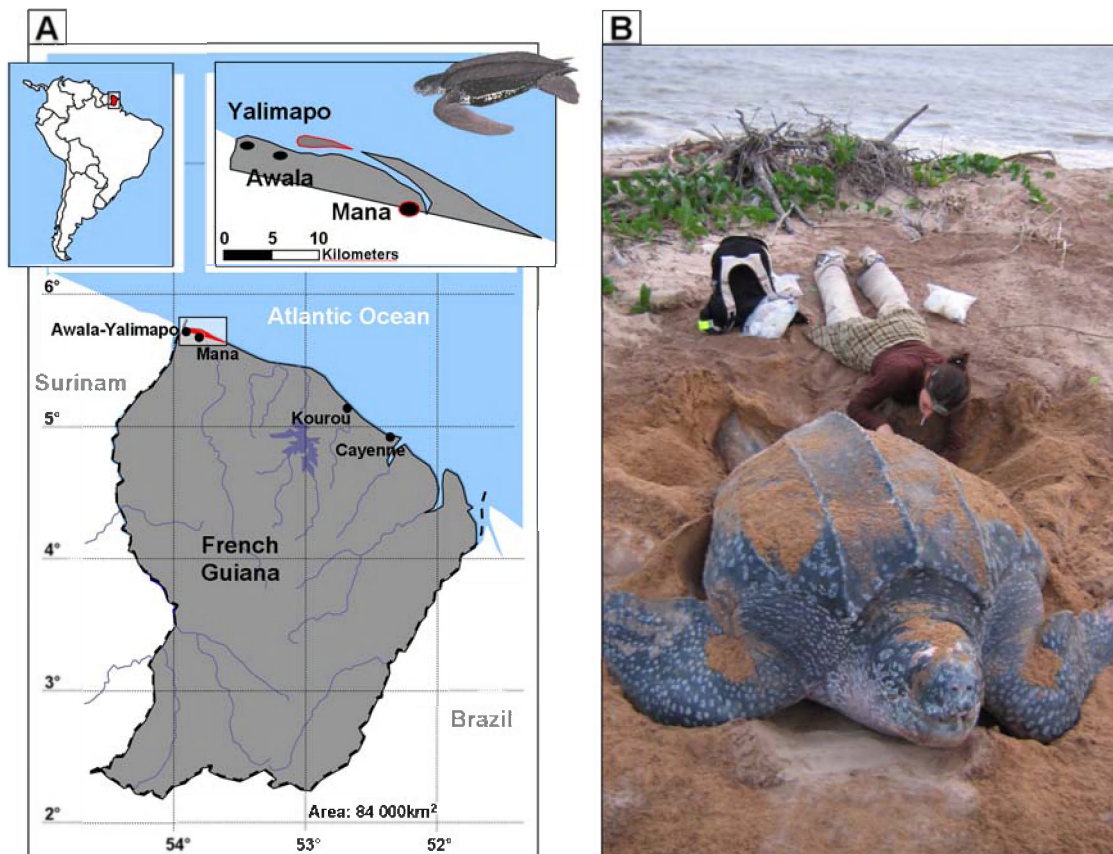 A
B
Yalimapo
Awala
Mana
0 5 10
Kilometers
6°
Atlantic Ocean
Awala-Yalimapo
Mana
Surinam
5°
Kourou
Cayenne
4°
French
Guiana
3°
Brazil
Area: 84 000km²
2°
54° 53° 52°